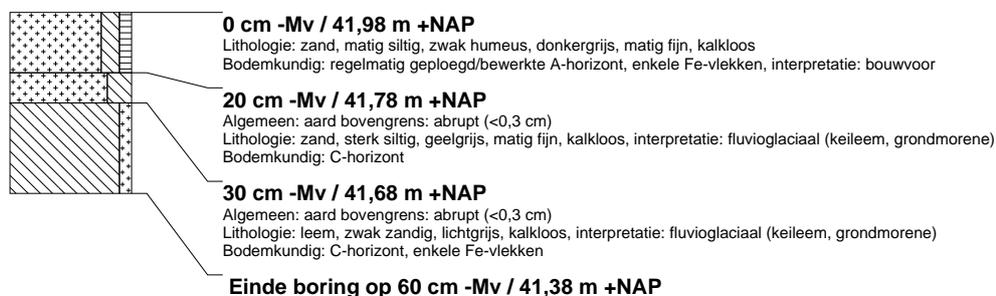 0 cm -Mv / 41,98 m +NAP
Lithologie: zand, matig siltig, zwak humeus, donkergrijs, matig fijn, kalkloos
Bodemkundig: regelmatig geploegd/bewerkte A-horizont, enkele Fe-vlekken, interpretatie: bouwvoor
20 cm -Mv / 41,78 m +NAP
Algemeen: aard bovengrens: abrupt (<0,3 cm)
Lithologie: zand, sterk siltig, geelgrijs, matig fijn, kalkloos, interpretatie: fluvioglaciaal (keileem, grondmorene)
Bodemkundig: C-horizont
30 cm -Mv / 41,68 m +NAP
Algemeen: aard bovengrens: abrupt (<0,3 cm)
Lithologie: leem, zwak zandig, lichtgrijs, kalkloos, interpretatie: fluvioglaciaal (keileem, grondmorene)
Bodemkundig: C-horizont, enkele Fe-vlekken
Einde boring op 60 cm -Mv / 41,38 m +NAP